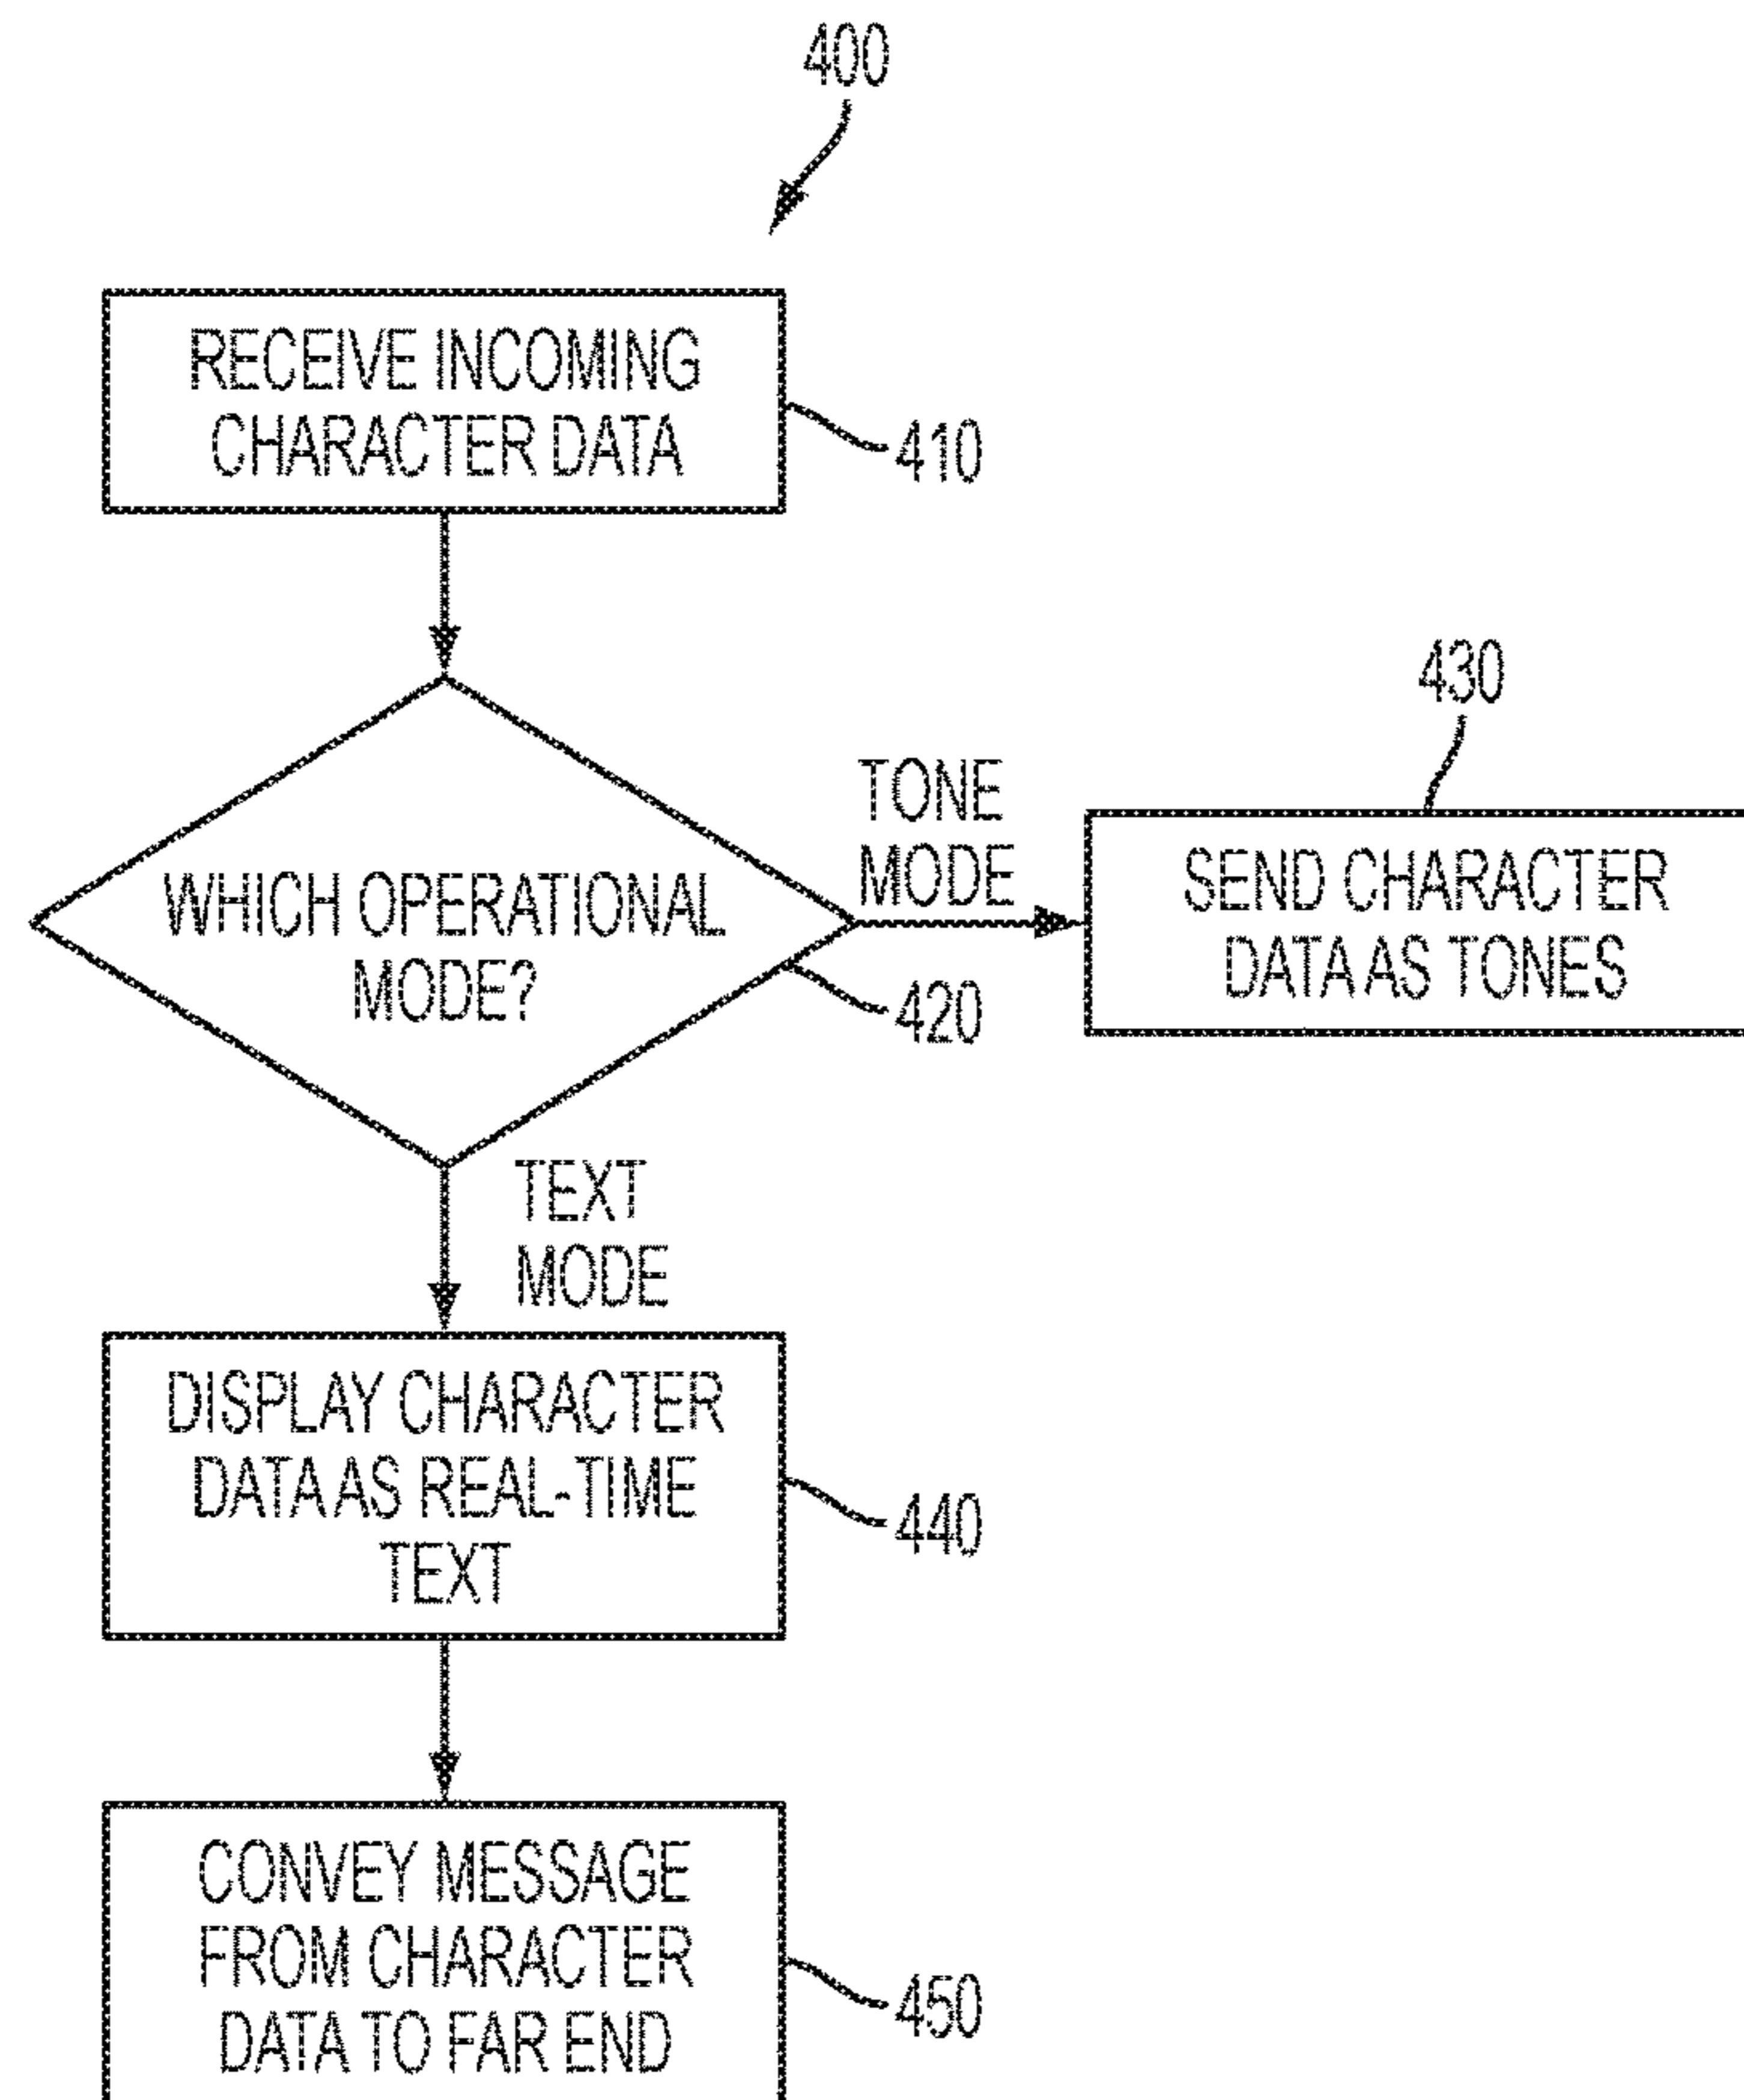 400
RECEIVE INCOMING
CHARACTER DATA
410
WHICH OPERATIONAL
MODE?
420
TONE
MODE
430
SEND CHARACTER
DATA AS TONES
TEXT
MODE
DISPLAY CHARACTER
DATA AS REAL-TIME
TEXT
440
CONVEY MESSAGE
FROM CHARACTER
DATA TO FAR END
450